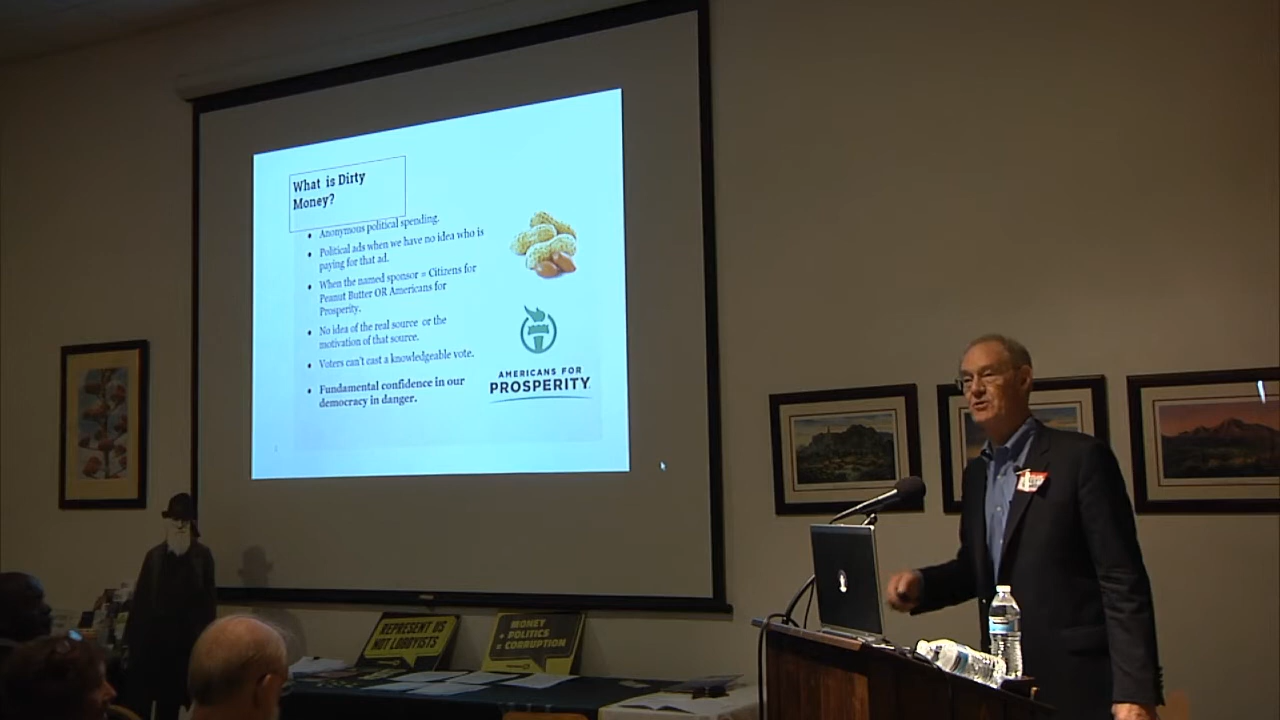 What is Dirty
Money?
Anonymous political spending.
Political ads when we have no idea who is
paying for that ad.
When the named sponsor = Citizens for
Peanut Butter OR Americans for
Prosperity.
No idea of the real source or the
motivation of that source.
Voters can't cast a knowledgeable vote.
Fundamental confidence in our
democracy in danger.
AMERICANS FOR
PROSPERITY
REPRESENT US
NOT LOBBYISTS
MONEY
+ POLITICS
= CORRUPTION